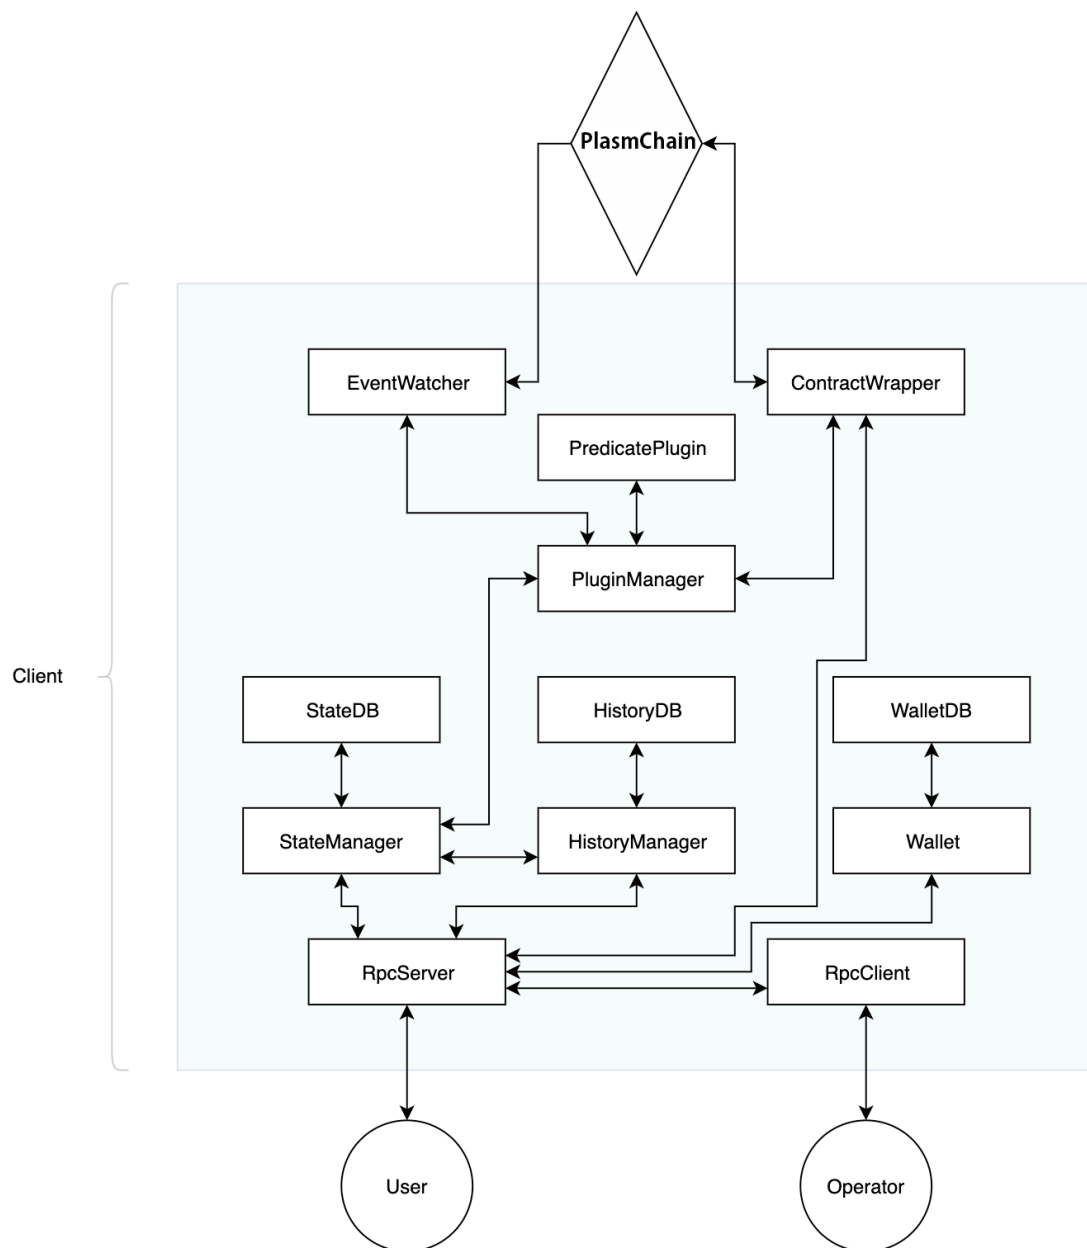 PlasmChain
EventWatcher
ContractWrapper
PredicatePlugin
PluginManager
Client
StateDB
HistoryDB
WalletDB
StateManager
HistoryManager
Wallet
RpcServer
RpcClient
User
Operator